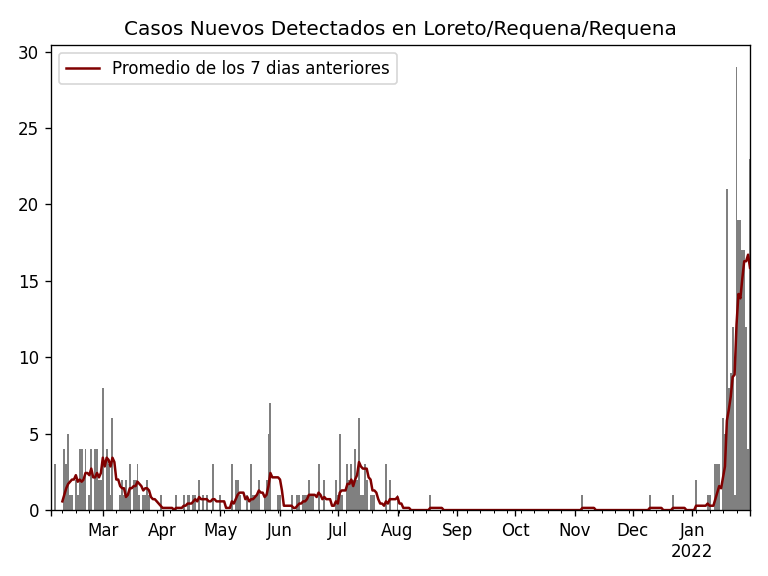 Casos Nuevos Detectados en Loreto/Requena/Requena
Promedio de los 7 dias anteriores
30
25
20
15
10
5
0
Mar Apr May Jun Jul Aug Sep Oct Nov Dec Jan
2022